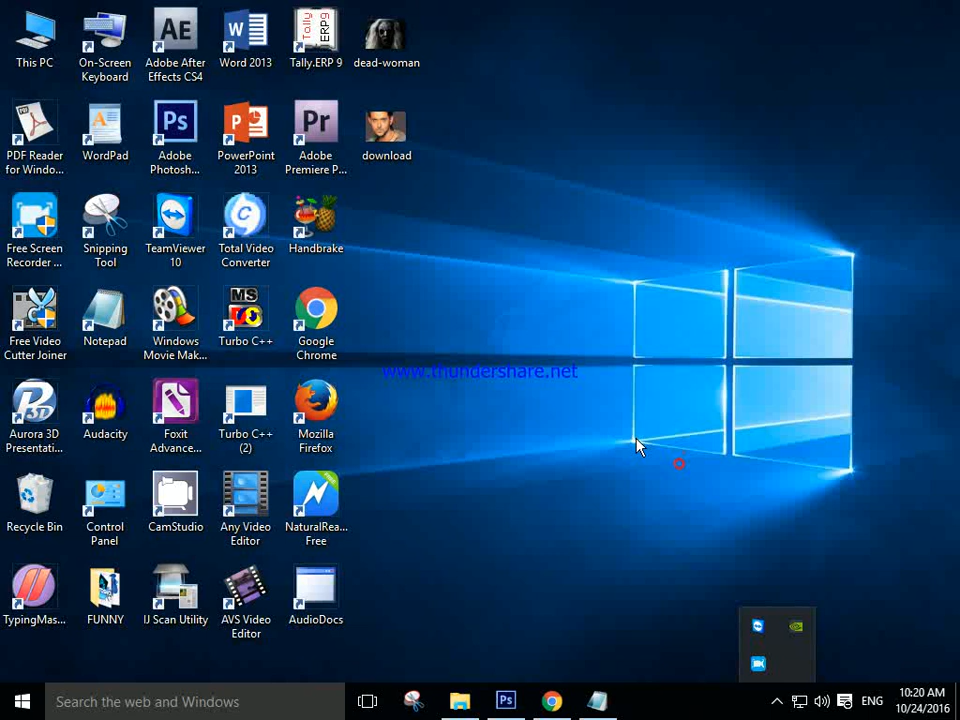 This PC
On-Screen
Keyboard
Adobe After
Effects CS4
Word 2013
Tally.ERP 9
dead-woman
PDF Reader
for Windo...
WordPad
Adobe
Photosh...
PowerPoint
2013
Adobe
Premiere P...
download
Free Screen
Recorder ...
Snipping
Tool
TeamViewer
10
Total Video
Converter
Handbrake
Free Video
Cutter Joiner
Notepad
Windows
Movie Mak...
Turbo C++
Google
Chrome
www.thundershare.net
Aurora 3D
Presentati...
Audacity
Foxit
Advance...
Turbo C++
(2)
Mozilla
Firefox
Recycle Bin
Control
Panel
CamStudio
Any Video
Editor
NaturalRea...
Free
TypingMas...
FUNNY
IJ Scan Utility
AVS Video
Editor
AudioDocs
Search the web and Windows
ENG
10:20 AM
10/24/2016